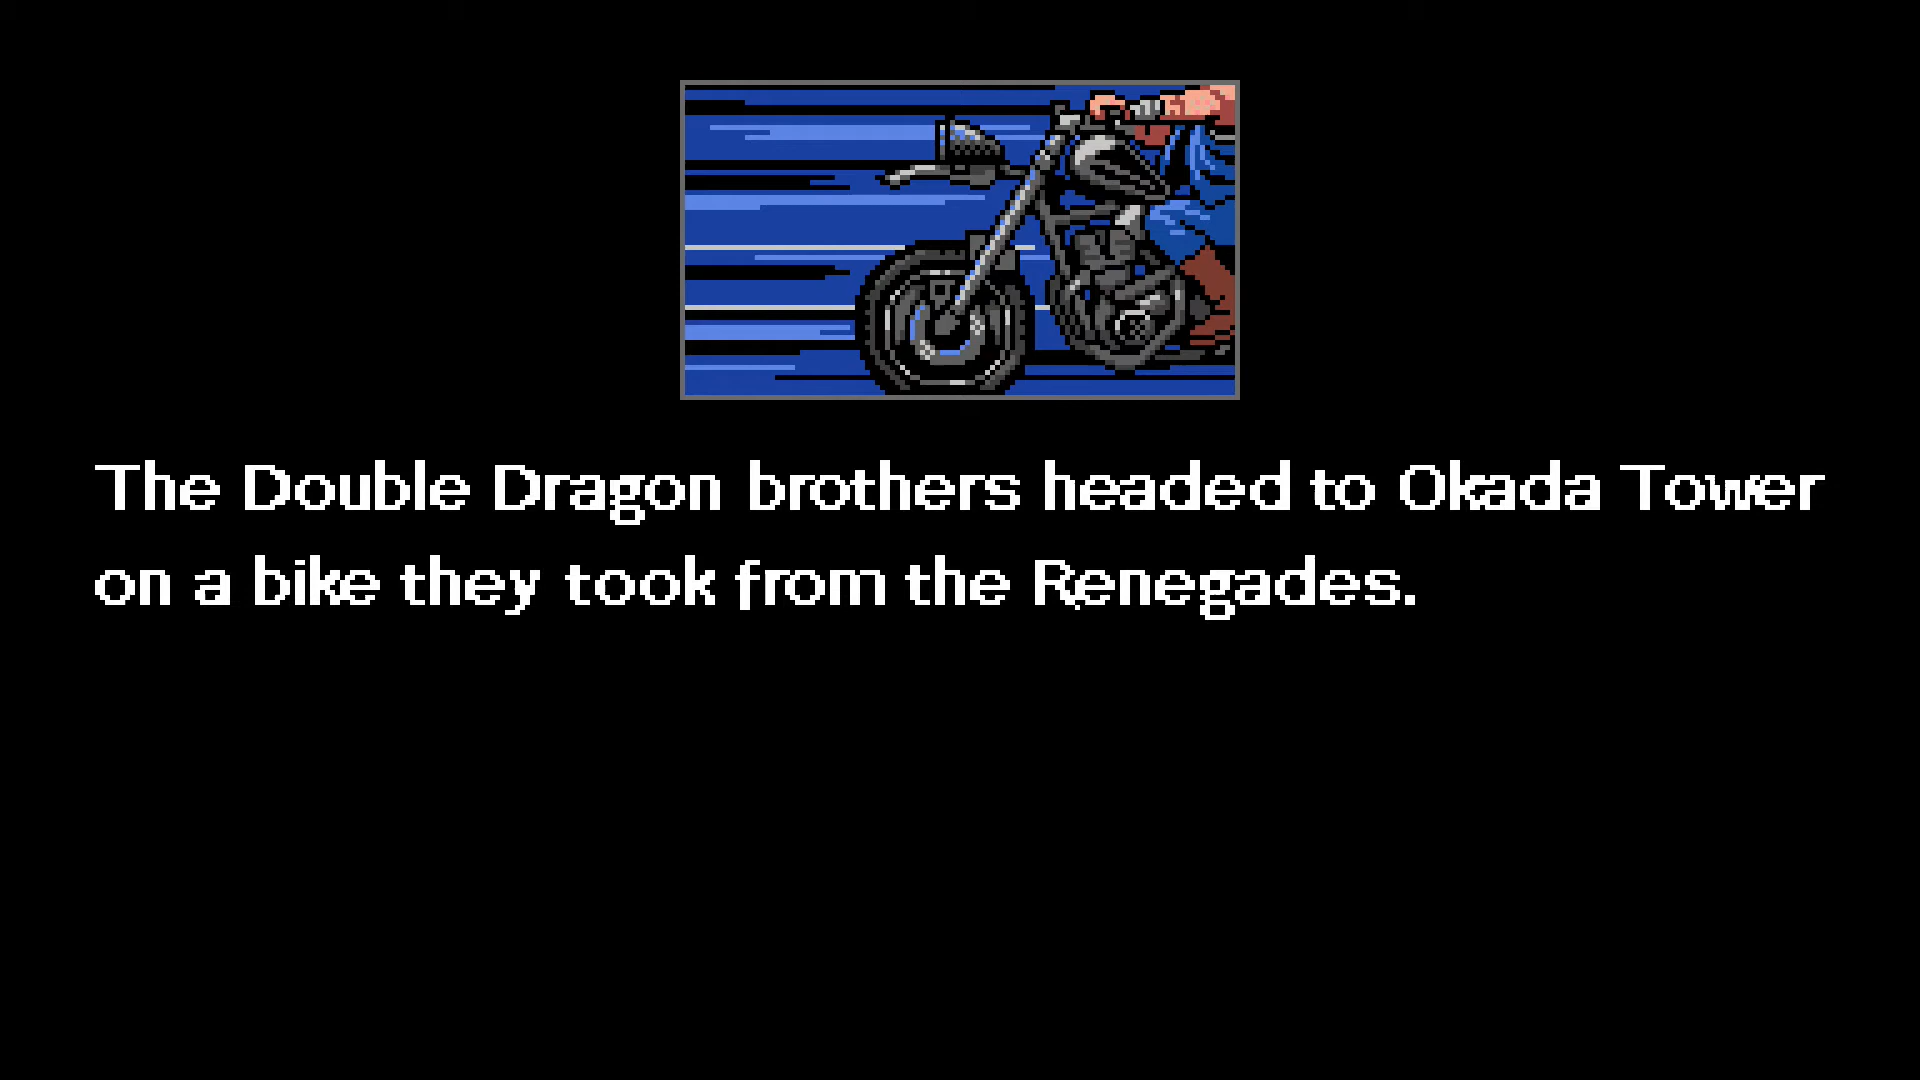 The Double Dragon brothers headed to Okada Tower
on a bike they took from the Renegades.